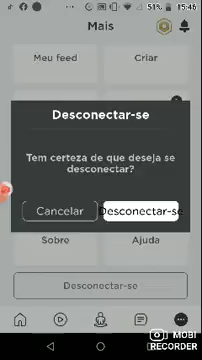 51% 15:46
Mais
Meu feed
Criar
Desconectar-se
Tem certeza de que deseja se
desconectar?
Cancelar
Desconectar-se
Sobre
Ajuda
Desconectar-se
MOBI
RECORDER